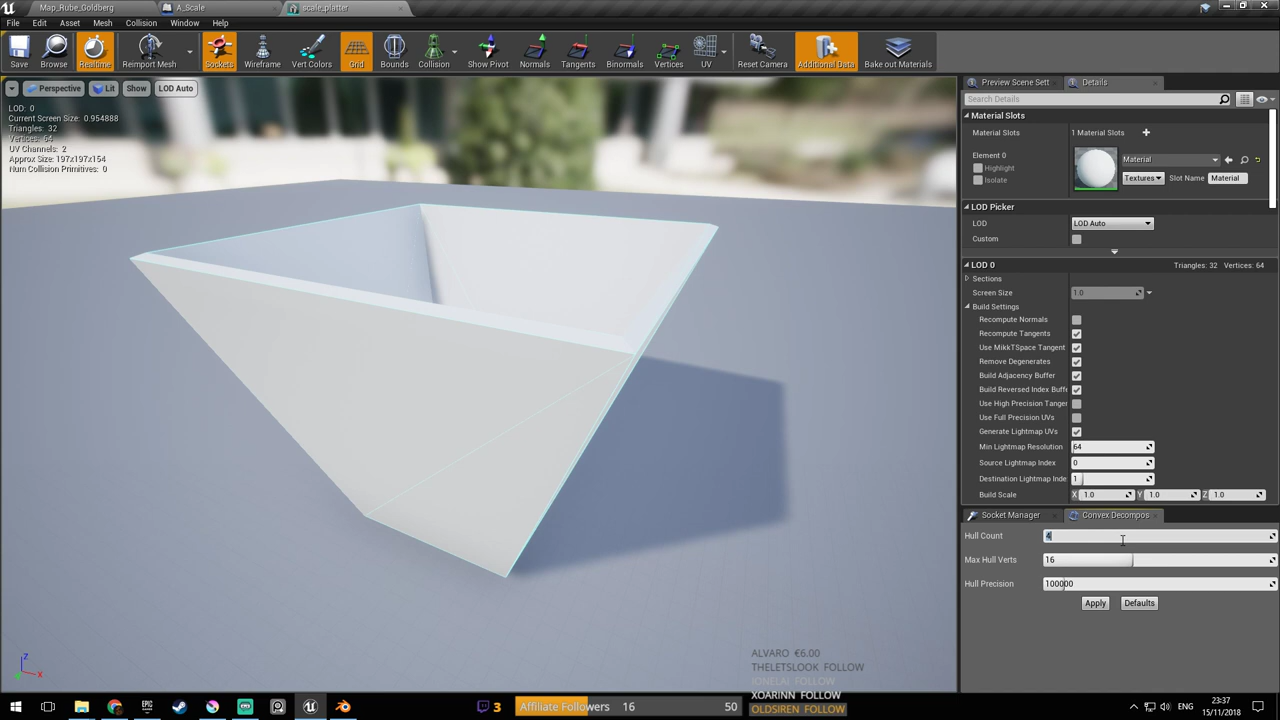 Map_Rube_Goldberg
A_Scale
scale_platter
File Edit Asset Mesh Collision Window Help
Save Browse Realtime Reimport Mesh Sockets Wireframe Vert Colors Grid Bounds Collision Show Pivot Normals Tangents Binormals Vertices UV Reset Camera Additional Data Bake out Materials
Perspective Lit Show LOD Auto
LOD: 0
Current Screen Size: 0.954888
Triangles: 32
Vertices: 64
UV Channels: 2
Approx Size: 197x197x154
Num Collision Primitives: 0
Preview Scene Sett
Details
Search Details
Material Slots
Material Slots 1 Material Slots
Element 0
Highlight
Isolate
Material
Textures Slot Name Material
LOD Picker
LOD LOD Auto
Custom
LOD 0 Triangles: 32 Vertices: 64
Sections
Screen Size 1.0
Build Settings
Recompute Normals
Recompute Tangents
Use MikkTSpace Tangent
Remove Degenerates
Build Adjacency Buffer
Build Reversed Index Buffe
Use High Precision Tanger
Use Full Precision UVs
Generate Lightmap UVs
Min Lightmap Resolution 64
Source Lightmap Index 0
Destination Lightmap Inde 1
Build Scale X 1.0 Y 1.0 Z 1.0
Socket Manager
Convex Decompos
Hull Count 4
Max Hull Verts 16
Hull Precision 100000
Apply Defaults
ALVARO €6.00
THELETSLOOK FOLLOW
IONELAI FOLLOW
XOARINN FOLLOW
OLDSIREN FOLLOW
z
x
3
Affiliate Followers 16 50
ENG
23:37
15/11/2018